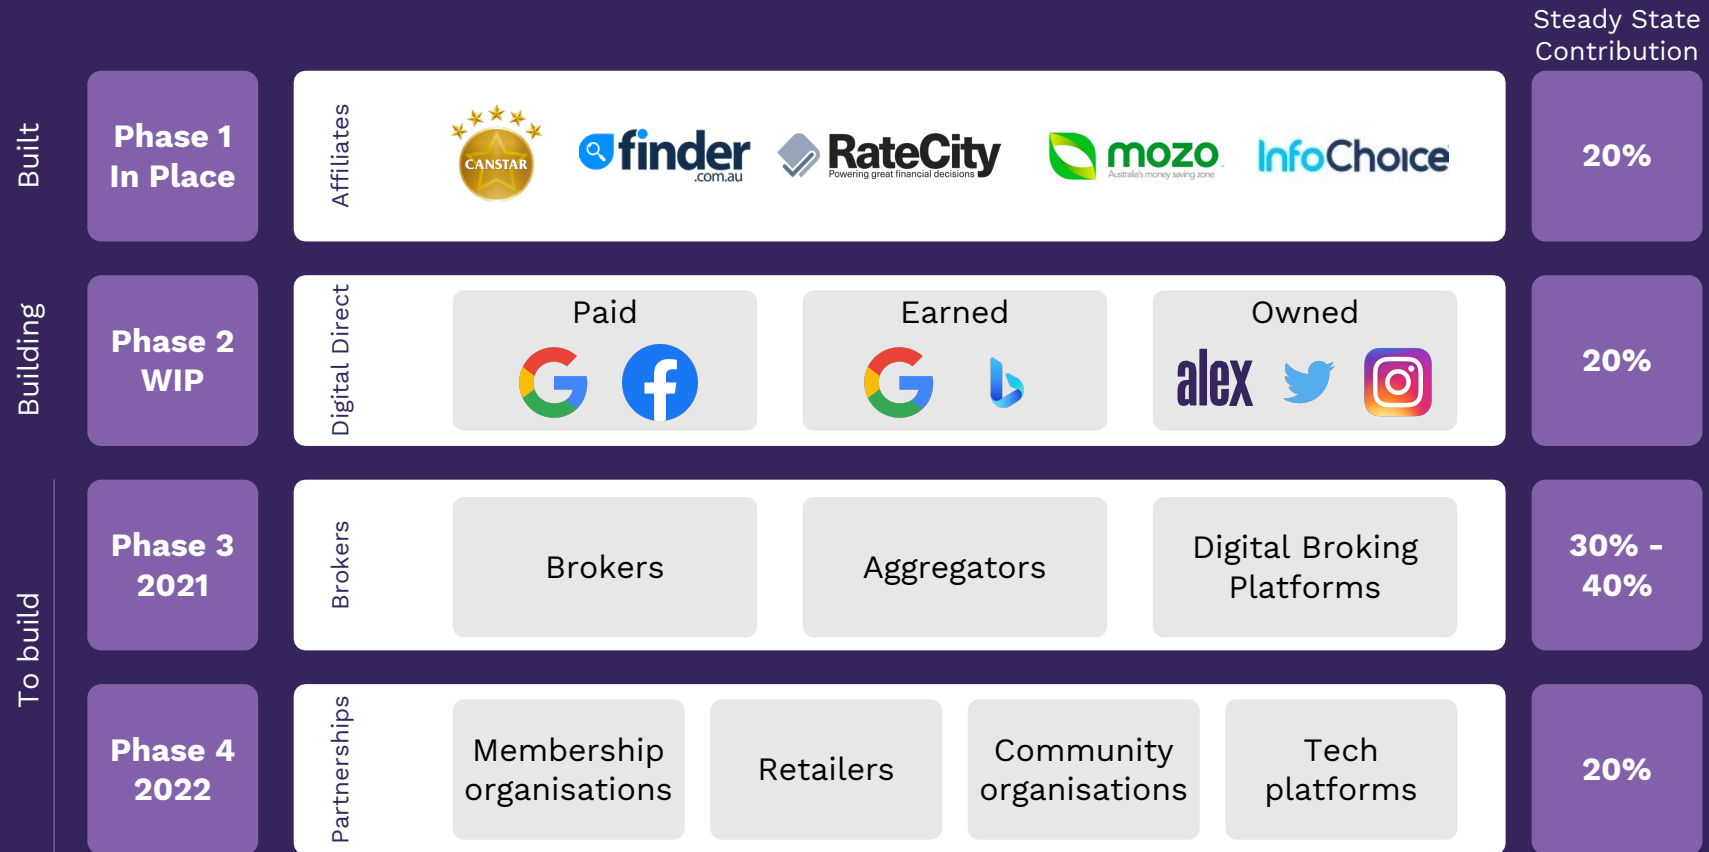 Steady State
Contribution
Built
Phase 1
In Place
Affiliates
CANSTAR
finder
.com.au
RateCity
Powering great financial decisions
mozo
Australia's money saving zone
InfoChoice
20%
Building
Phase 2
WIP
Digital Direct
Paid
Earned
Owned
alex
20%
To build
Phase 3
2021
Brokers
Brokers
Aggregators
Digital Broking
Platforms
30% -
40%
Phase 4
2022
Partnerships
Membership
organisations
Retailers
Community
organisations
Tech
platforms
20%